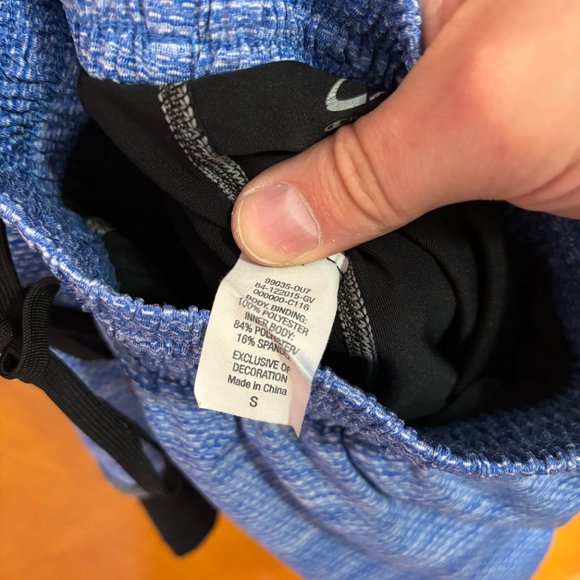 C
99035-0U7
84-122015-GV
000000-C116
BODY, BINDING:
100% POLYESTER
INNER BODY:
84% POLYESTER/
16% SPANDEX
EXCLUSIVE OF
DECORATION
Made in China
S